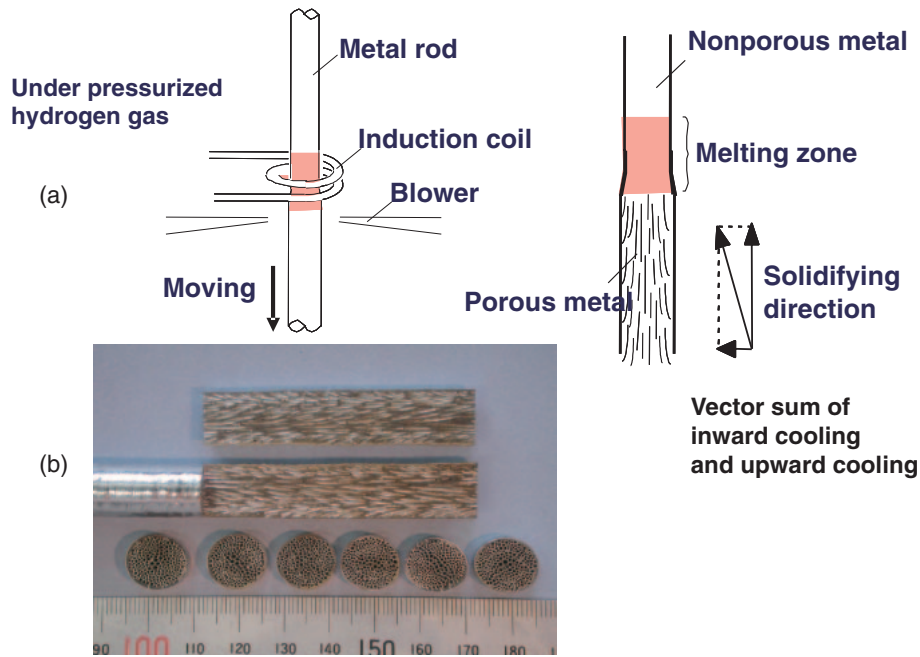 Under pressurized
hydrogen gas
Metal rod
Induction coil
Blower
Moving
(a)
Nonporous metal
Melting zone
Porous metal
Solidifying
direction
Vector sum of
inward cooling
and upward cooling
(b)
90 100 110 120 130 140 150 160 170 180